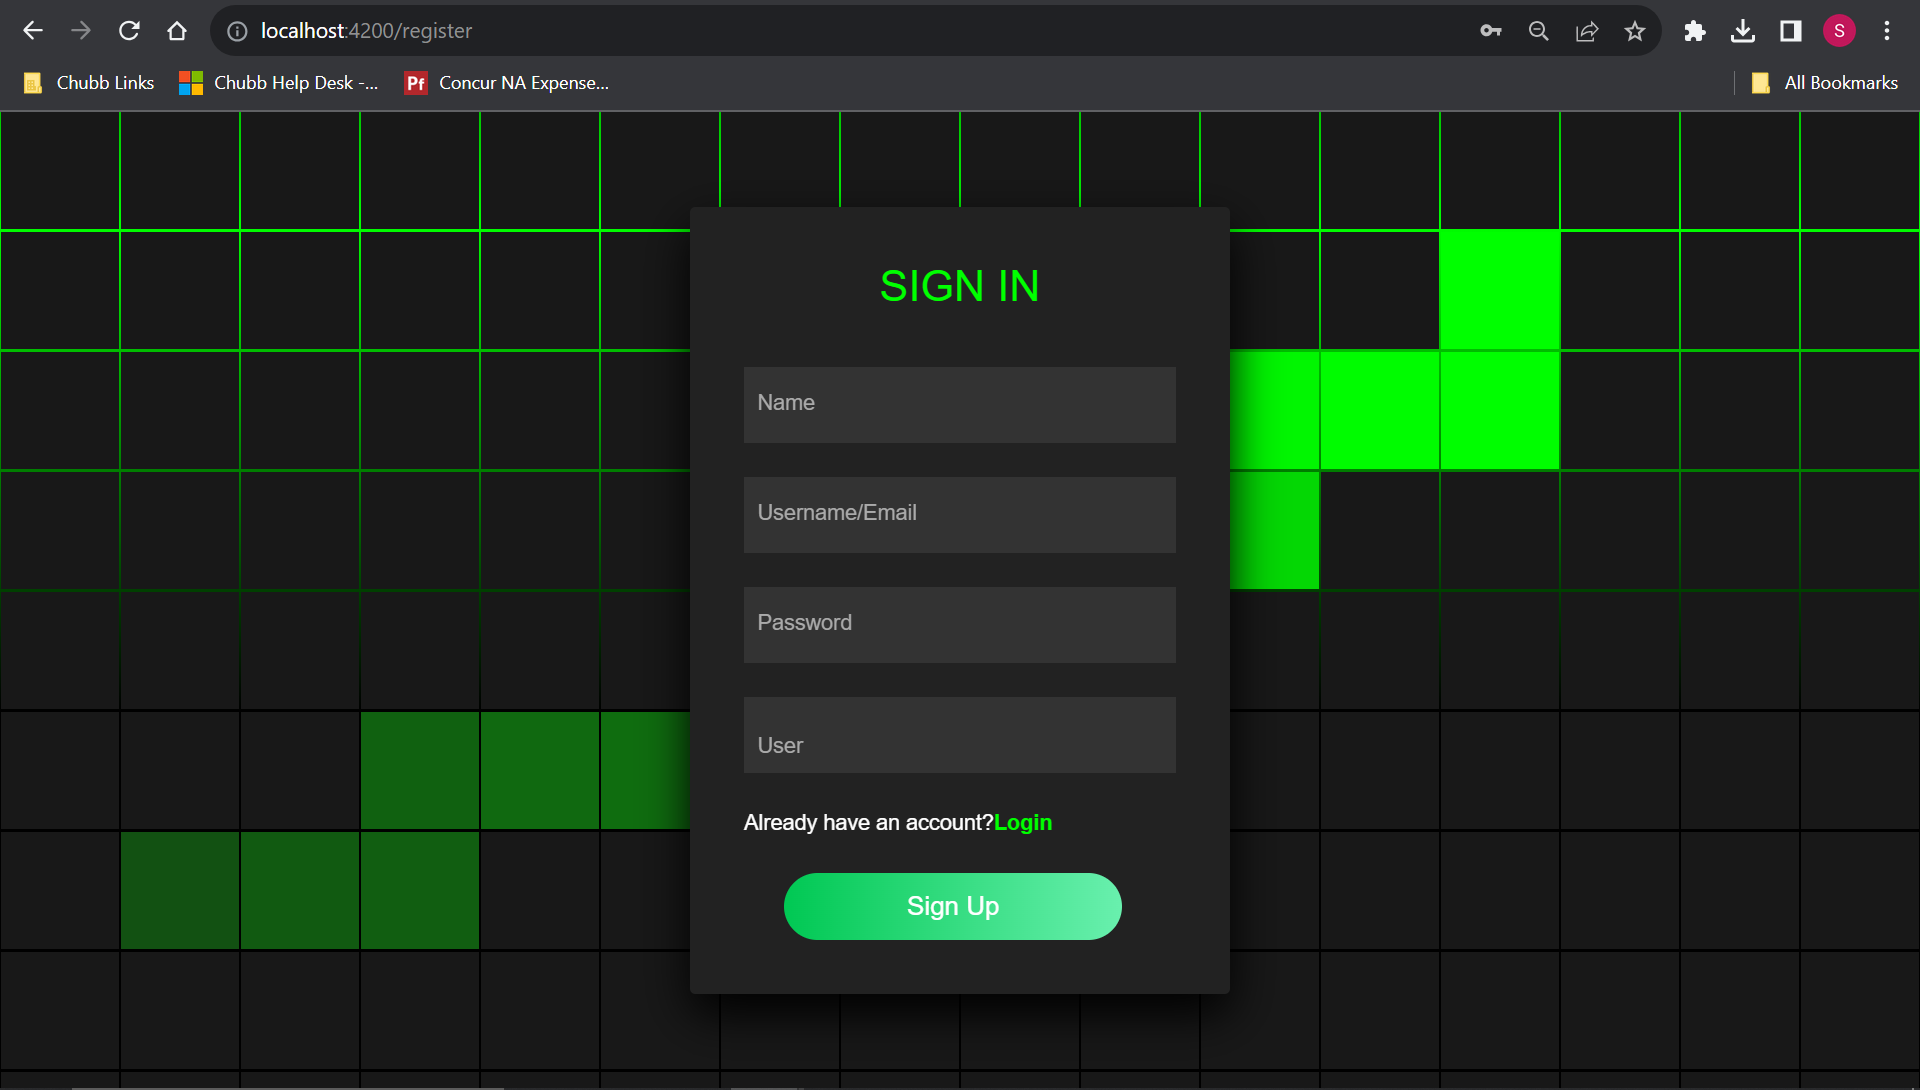 localhost:4200/register
S
Chubb Links
Chubb Help Desk -...
Pf
Concur NA Expense...
All Bookmarks
SIGN IN
Name
Username/Email
Password
User
Already have an account?Login
Sign Up